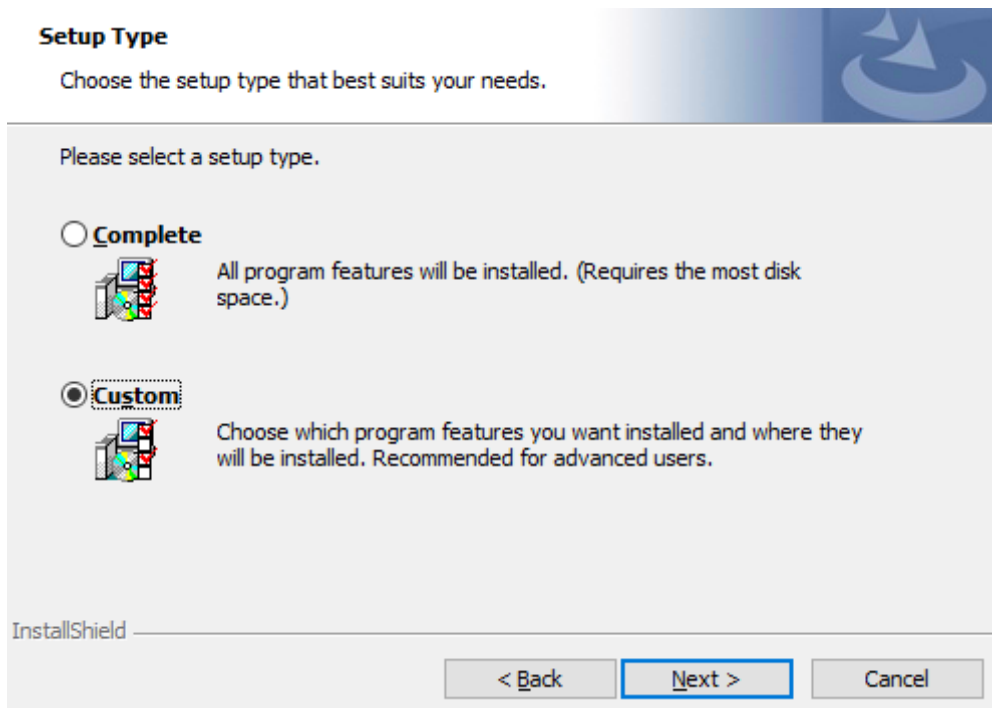 Setup Type
Choose the setup type that best suits your needs.
Please select a setup type.
Complete
All program features will be installed. (Requires the most disk
space.)
Custom
Choose which program features you want installed and where they
will be installed. Recommended for advanced users.
InstallShield
< Back Next > Cancel